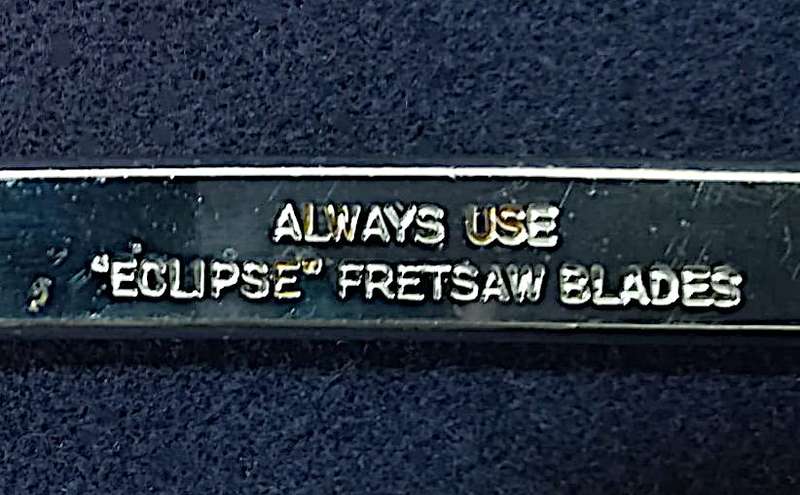 ALWAYS USE
"ECLIPSE" FRETSAW BLADES